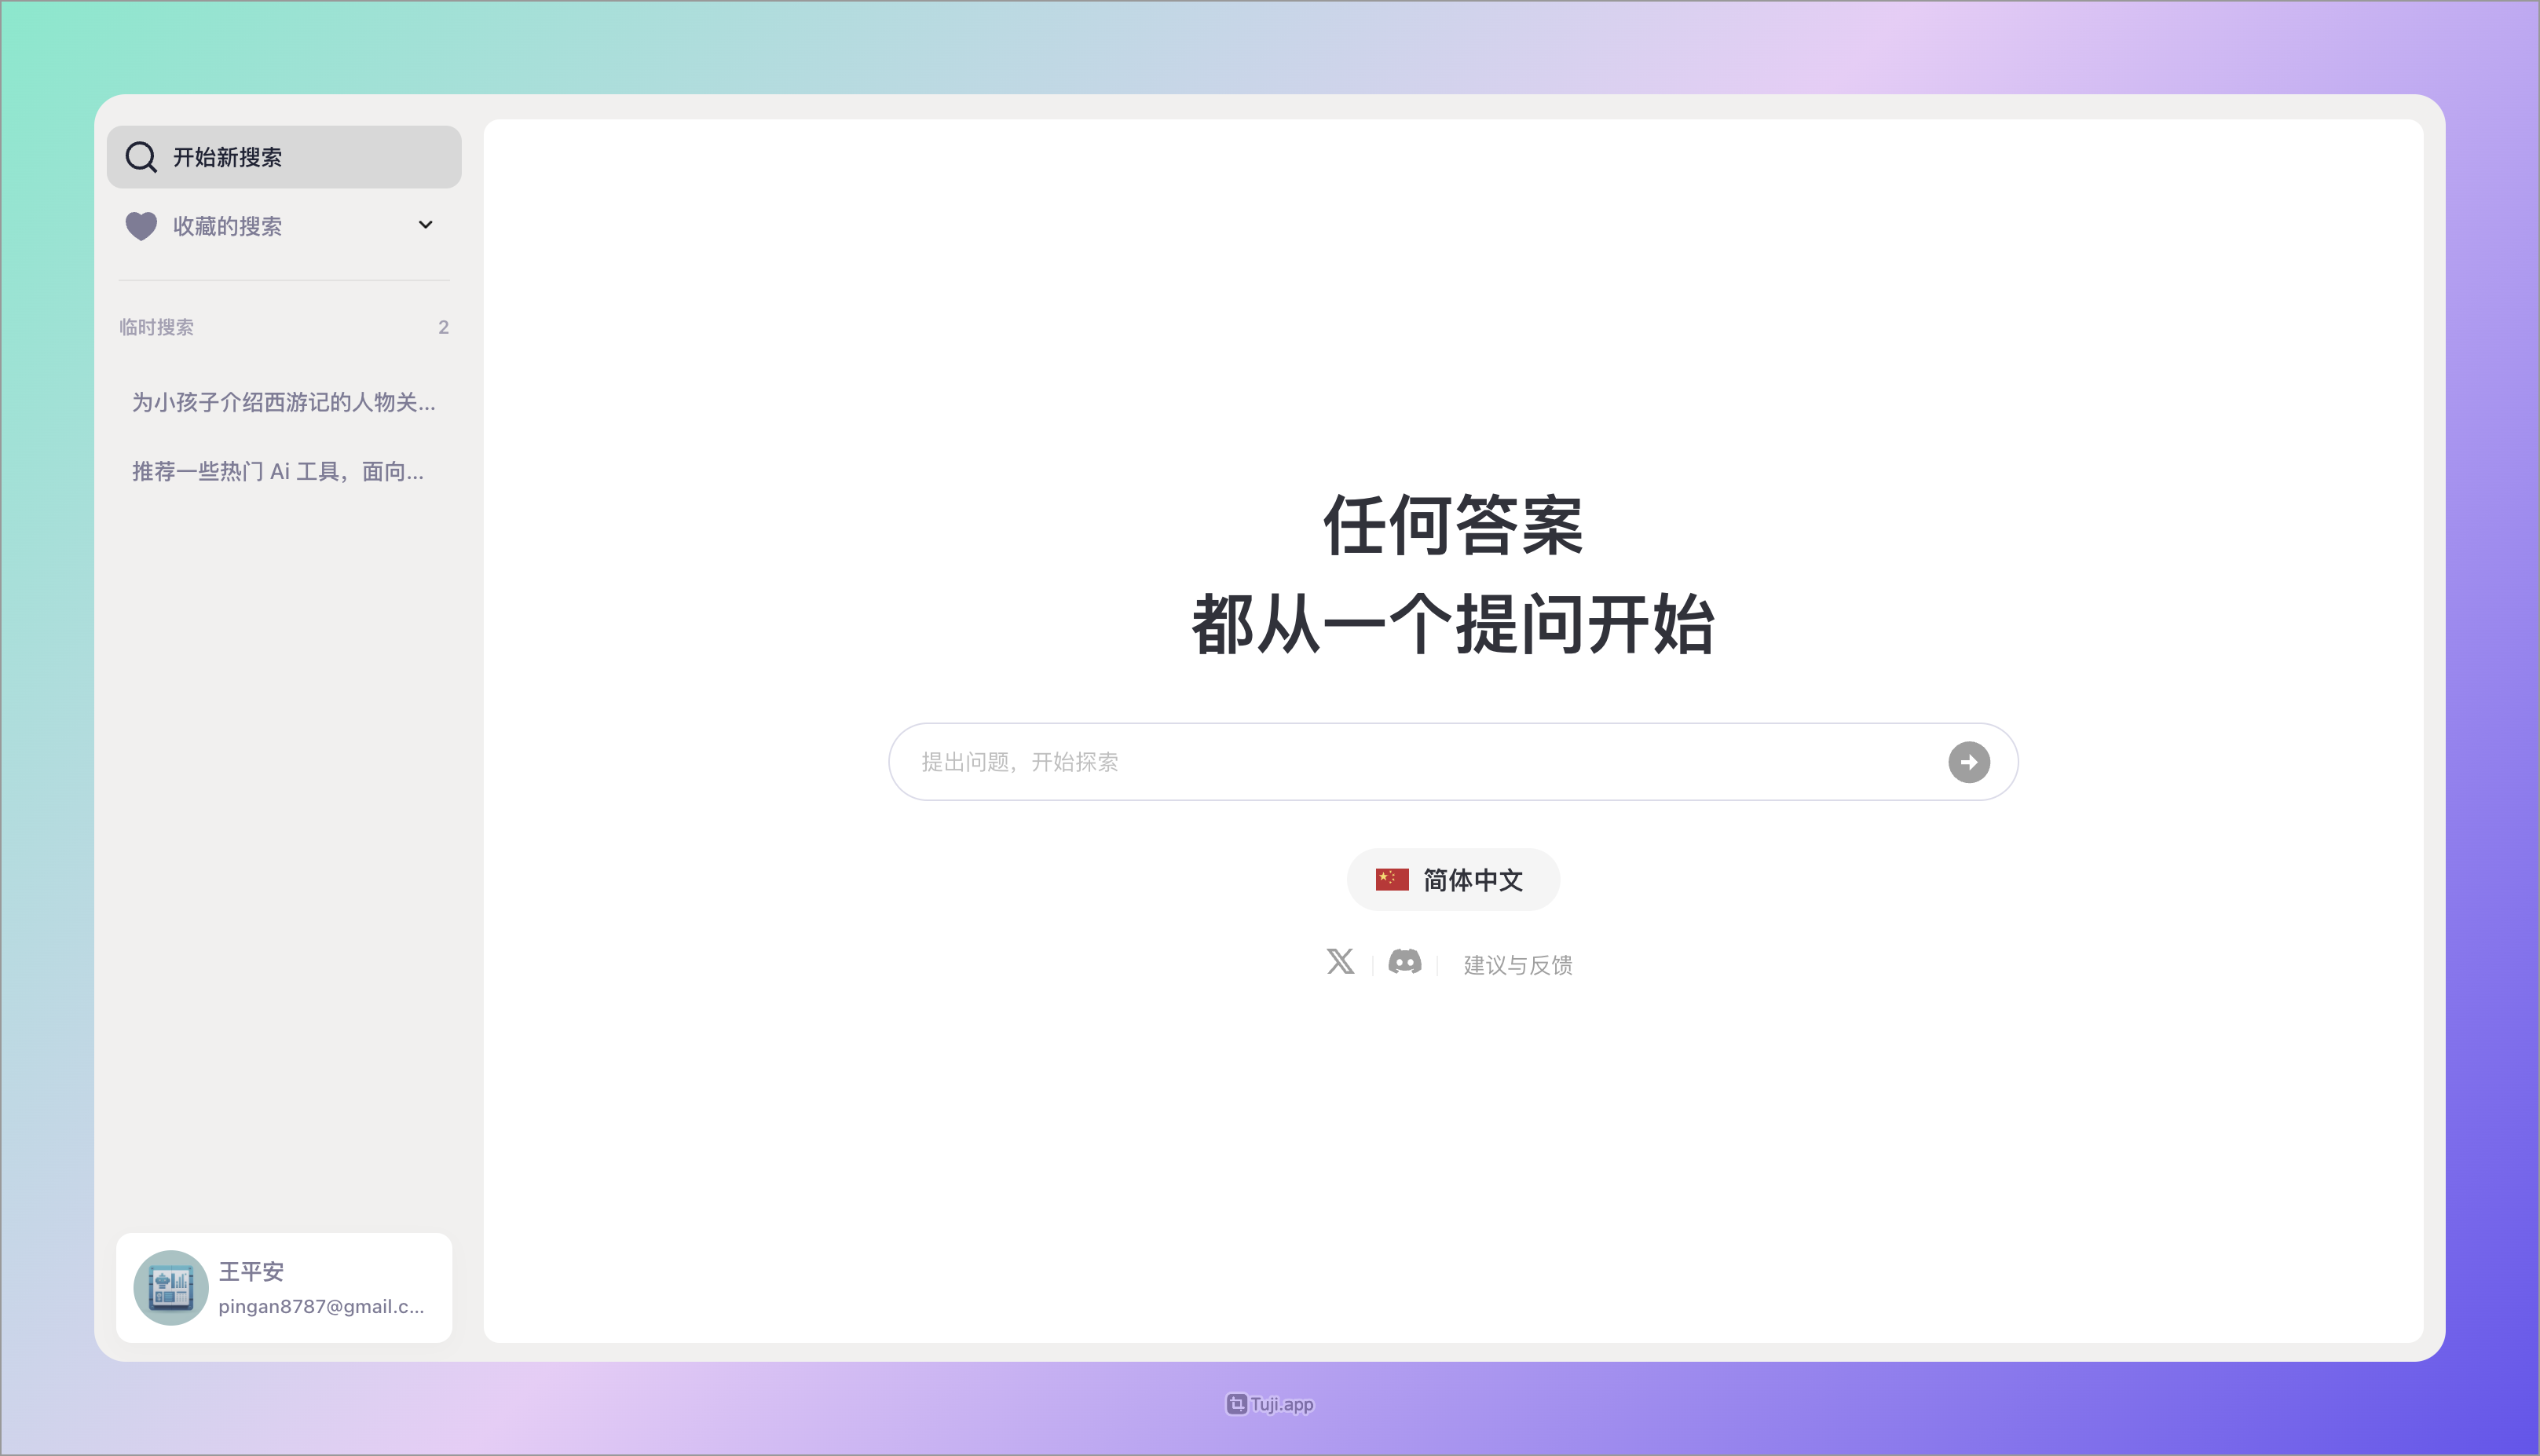 开始新搜索
收藏的搜索
临时搜索 2
为小孩子介绍西游记的人物关...
推荐一些热门 Ai 工具，面向...
王平安
pingan8787@gmail.c...
任何答案
都从一个提问开始
提出问题，开始探索
简体中文
建议与反馈
Tuji.app